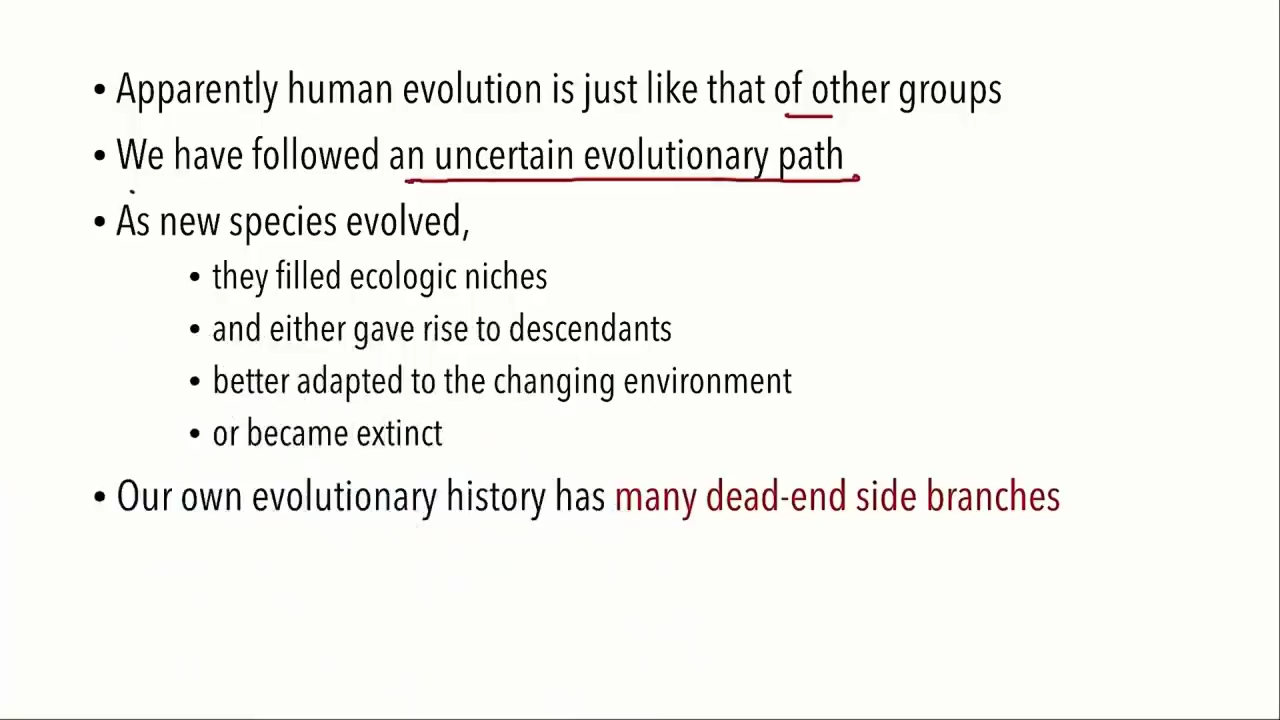 • Apparently human evolution is just like that of other groups
• We have followed an uncertain evolutionary path
• As new species evolved,
• they filled ecologic niches
• and either gave rise to descendants
• better adapted to the changing environment
• or became extinct
• Our own evolutionary history has many dead-end side branches